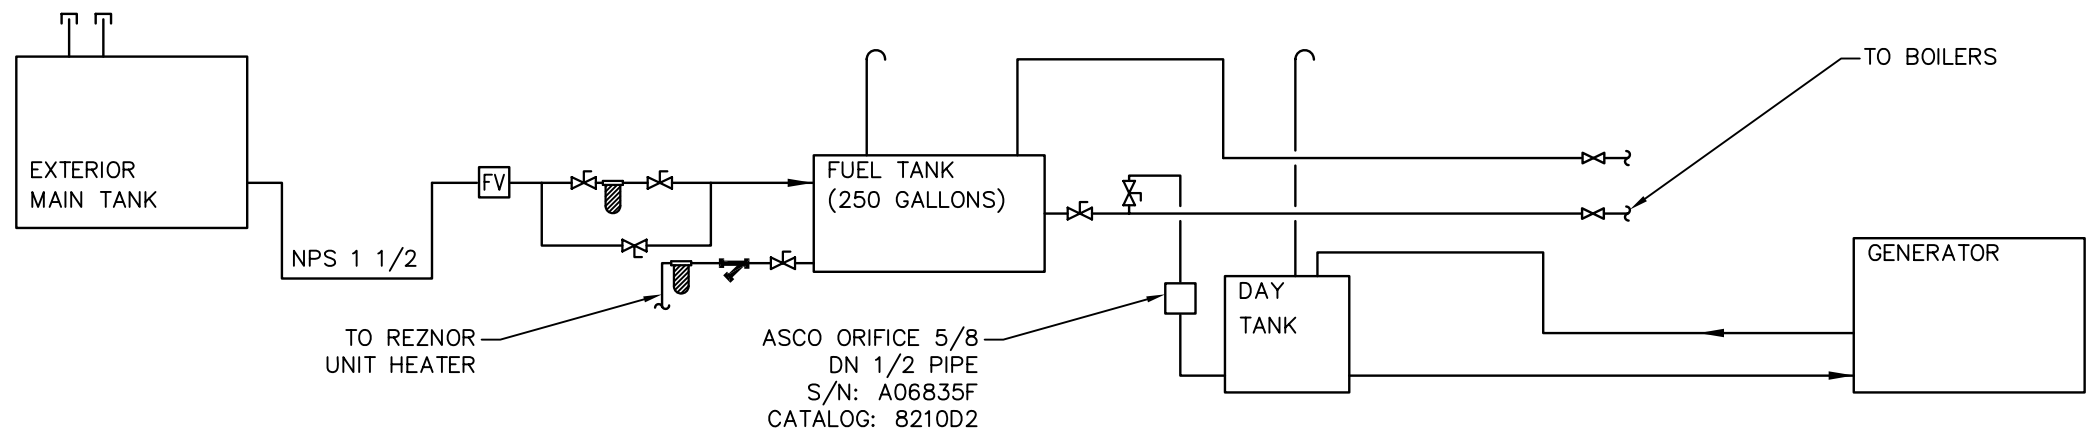 TO BOILERS
EXTERIOR
MAIN TANK
FV
FUEL TANK
(250 GALLONS)
NPS 1 1/2
GENERATOR
DAY
TANK
TO REZNOR
UNIT HEATER
ASCO ORIFICE 5/8
DN 1/2 PIPE
S/N: A06835F
CATALOG: 8210D2